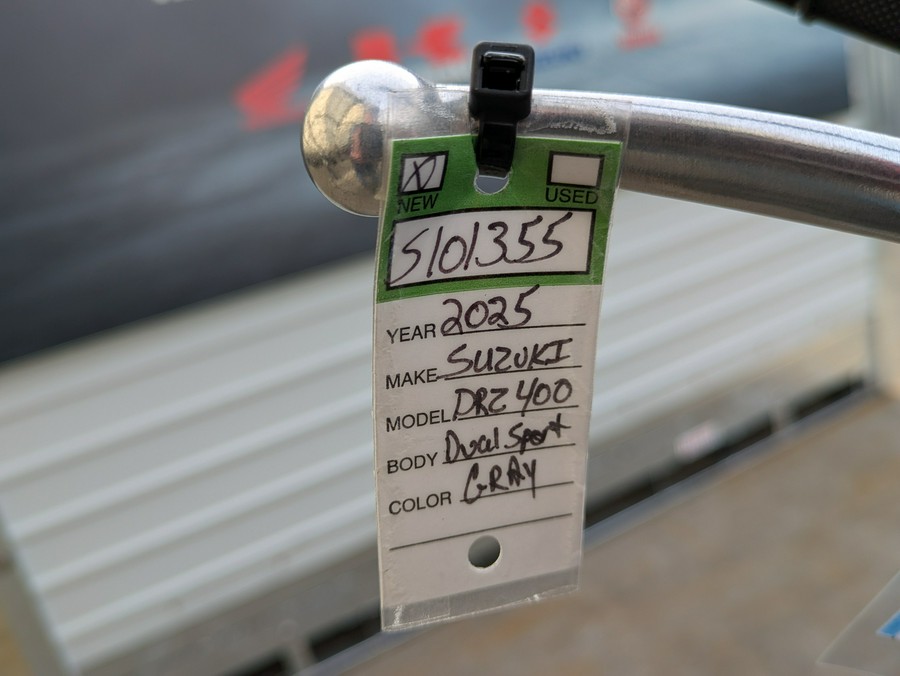 NEW USED
S101355
YEAR 2025
MAKE SUZUKI
MODEL DRZ 400
BODY Dual Sport
COLOR GRAY